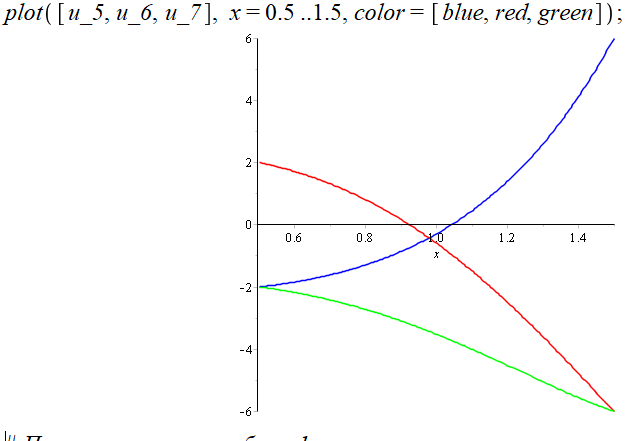 plot([u_5, u_6, u_7], x = 0.5 ..1.5, color = [blue, red, green]);
6
4
2
0
0.6 0.8 1.0 1.2 1.4
x
-2
-4
-6